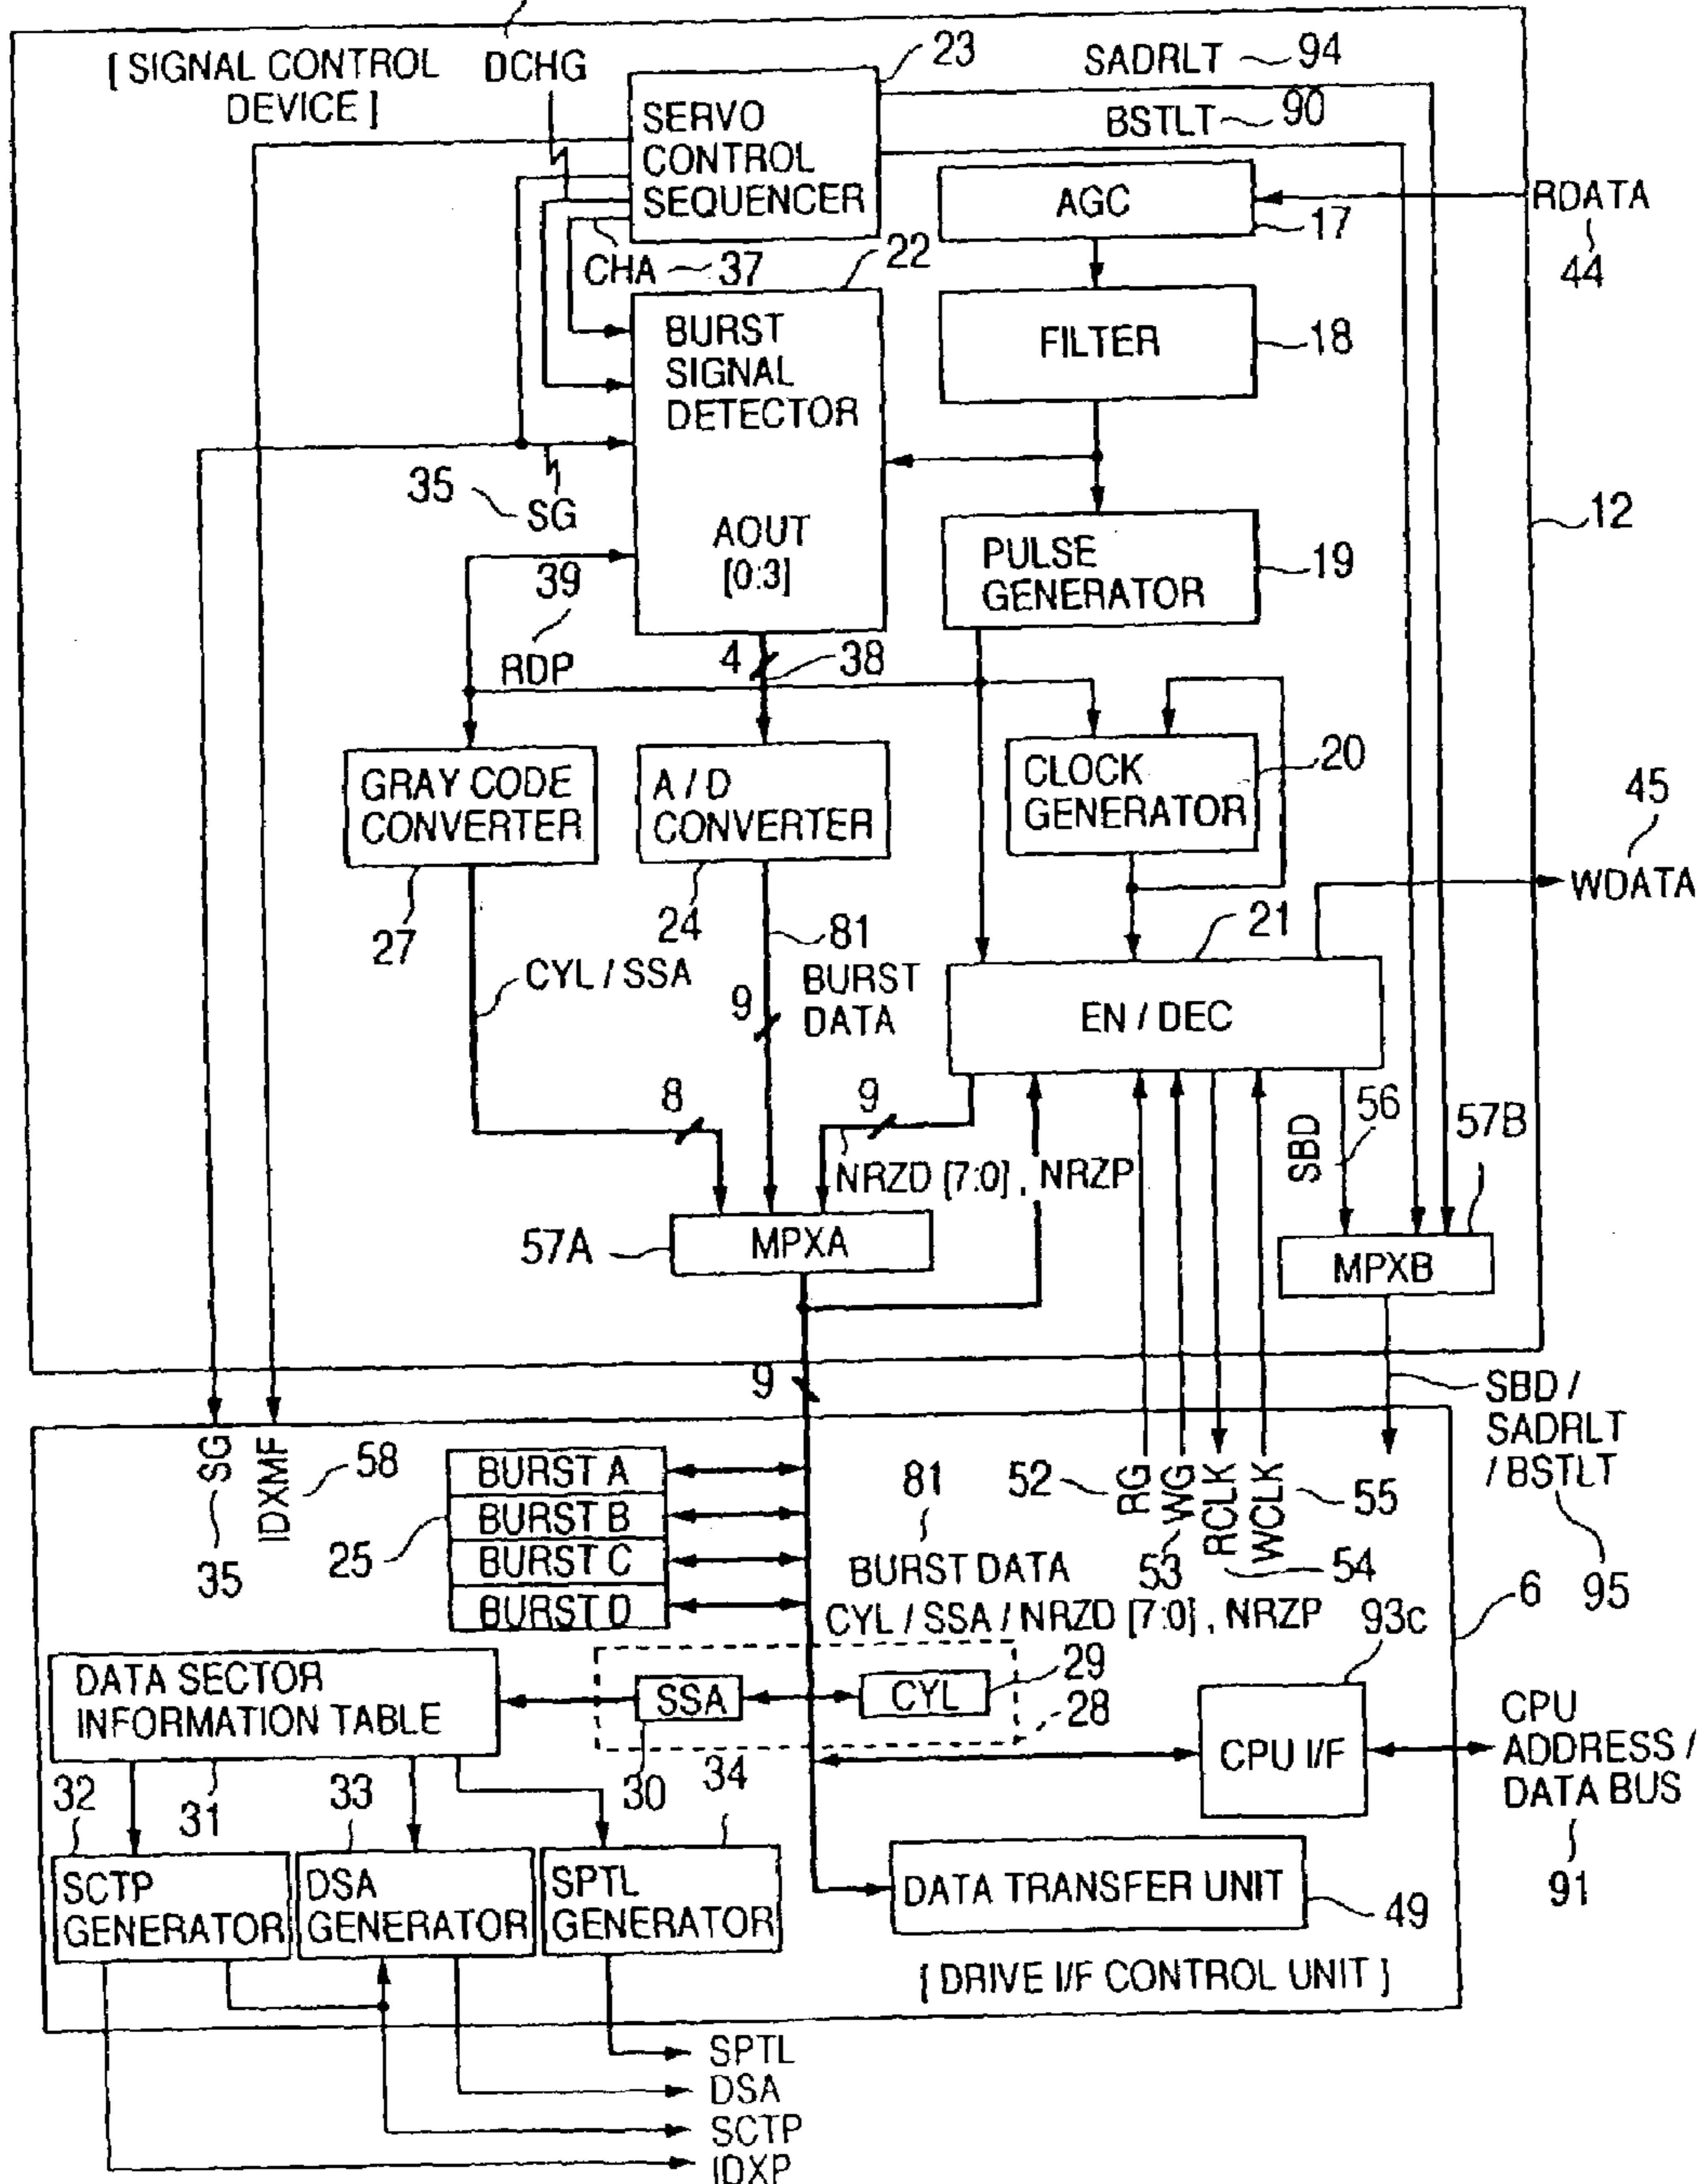 [ SIGNAL CONTROL
DEVICE ]
DCHG
23
SADRLT
94
BSTLT
90
SERVO
CONTROL
SEQUENCER
AGC
17
RDATA
44
CHA
37
22
BURST
SIGNAL
DETECTOR
FILTER
18
35
SG
12
AOUT
[0:3]
PULSE
GENERATOR
19
39
RDP
4
38
GRAY CODE
CONVERTER
A / D
CONVERTER
CLOCK
GENERATOR
20
45
WDATA
27
24
81
21
CYL / SSA
9
BURST
DATA
EN / DEC
8
9
SBD
56
57B
NRZD [7:0] , NRZP
57A
MPXA
MPXB
9
SBD /
SADRLT
/ BSTLT
95
SG
35
IDXMF
58
BURST A
BURST B
BURST C
BURST D
25
81
BURST DATA
CYL / SSA / NRZD [7:0] , NRZP
52
RG
WG
53
RCLK
WCLK
54
55
93c
6
DATA SECTOR
INFORMATION TABLE
SSA
CYL
29
28
30
CPU I/F
CPU
ADDRESS /
DATA BUS
91
32
31
33
34
SCTP
GENERATOR
DSA
GENERATOR
SPTL
GENERATOR
DATA TRANSFER UNIT
49
[ DRIVE I/F CONTROL UNIT ]
SPTL
DSA
SCTP
IDXP